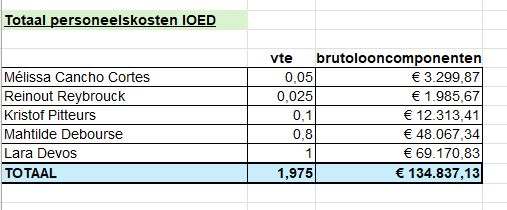 Totaal personeelskosten IOED
vte brutolooncomponenten
Mélissa Cancho Cortes 0,05 € 3.299,87
Reinout Reybrouck 0,025 € 1.985,67
Kristof Pitteurs 0,1 € 12.313,41
Mahtilde Debourse 0,8 € 48.067,34
Lara Devos 1 € 69.170,83
TOTAAL 1,975 € 134.837,13